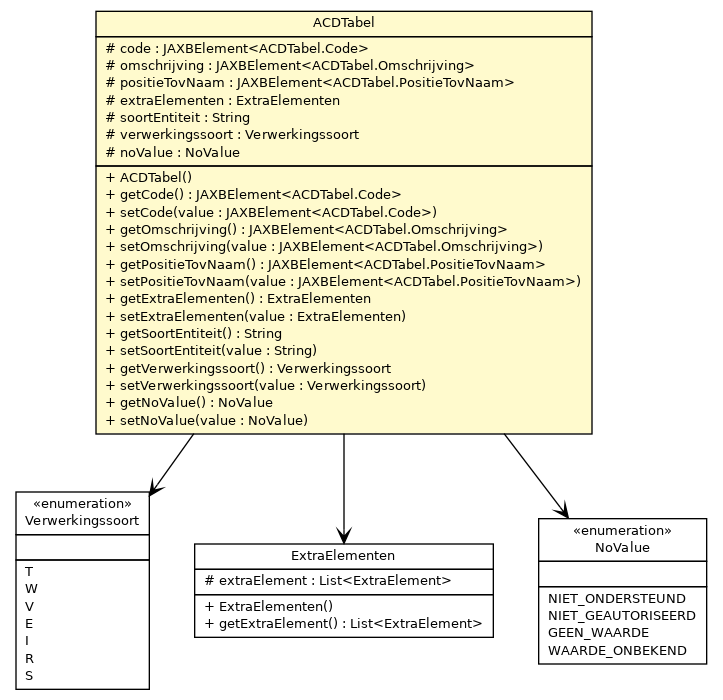 ACDTabel
# code : JAXBElement<ACDTabel.Code>
# omschrijving : JAXBElement<ACDTabel.Omschrijving>
# positieTovNaam : JAXBElement<ACDTabel.PositieTovNaam>
# extraElementen : ExtraElementen
# soortEntiteit : String
# verwerkingssoort : Verwerkingssoort
# noValue : NoValue
+ ACDTabel()
+ getCode() : JAXBElement<ACDTabel.Code>
+ setCode(value : JAXBElement<ACDTabel.Code>)
+ getOmschrijving() : JAXBElement<ACDTabel.Omschrijving>
+ setOmschrijving(value : JAXBElement<ACDTabel.Omschrijving>)
+ getPositieTovNaam() : JAXBElement<ACDTabel.PositieTovNaam>
+ setPositieTovNaam(value : JAXBElement<ACDTabel.PositieTovNaam>)
+ getExtraElementen() : ExtraElementen
+ setExtraElementen(value : ExtraElementen)
+ getSoortEntiteit() : String
+ setSoortEntiteit(value : String)
+ getVerwerkingssoort() : Verwerkingssoort
+ setVerwerkingssoort(value : Verwerkingssoort)
+ getNoValue() : NoValue
+ setNoValue(value : NoValue)
«enumeration»
Verwerkingssoort
T
W
V
E
I
R
S
ExtraElementen
# extraElement : List<ExtraElement>
+ ExtraElementen()
+ getExtraElement() : List<ExtraElement>
«enumeration»
NoValue
NIET_ONDERSTEUND
NIET_GEAUTORISEERD
GEEN_WAARDE
WAARDE_ONBEKEND